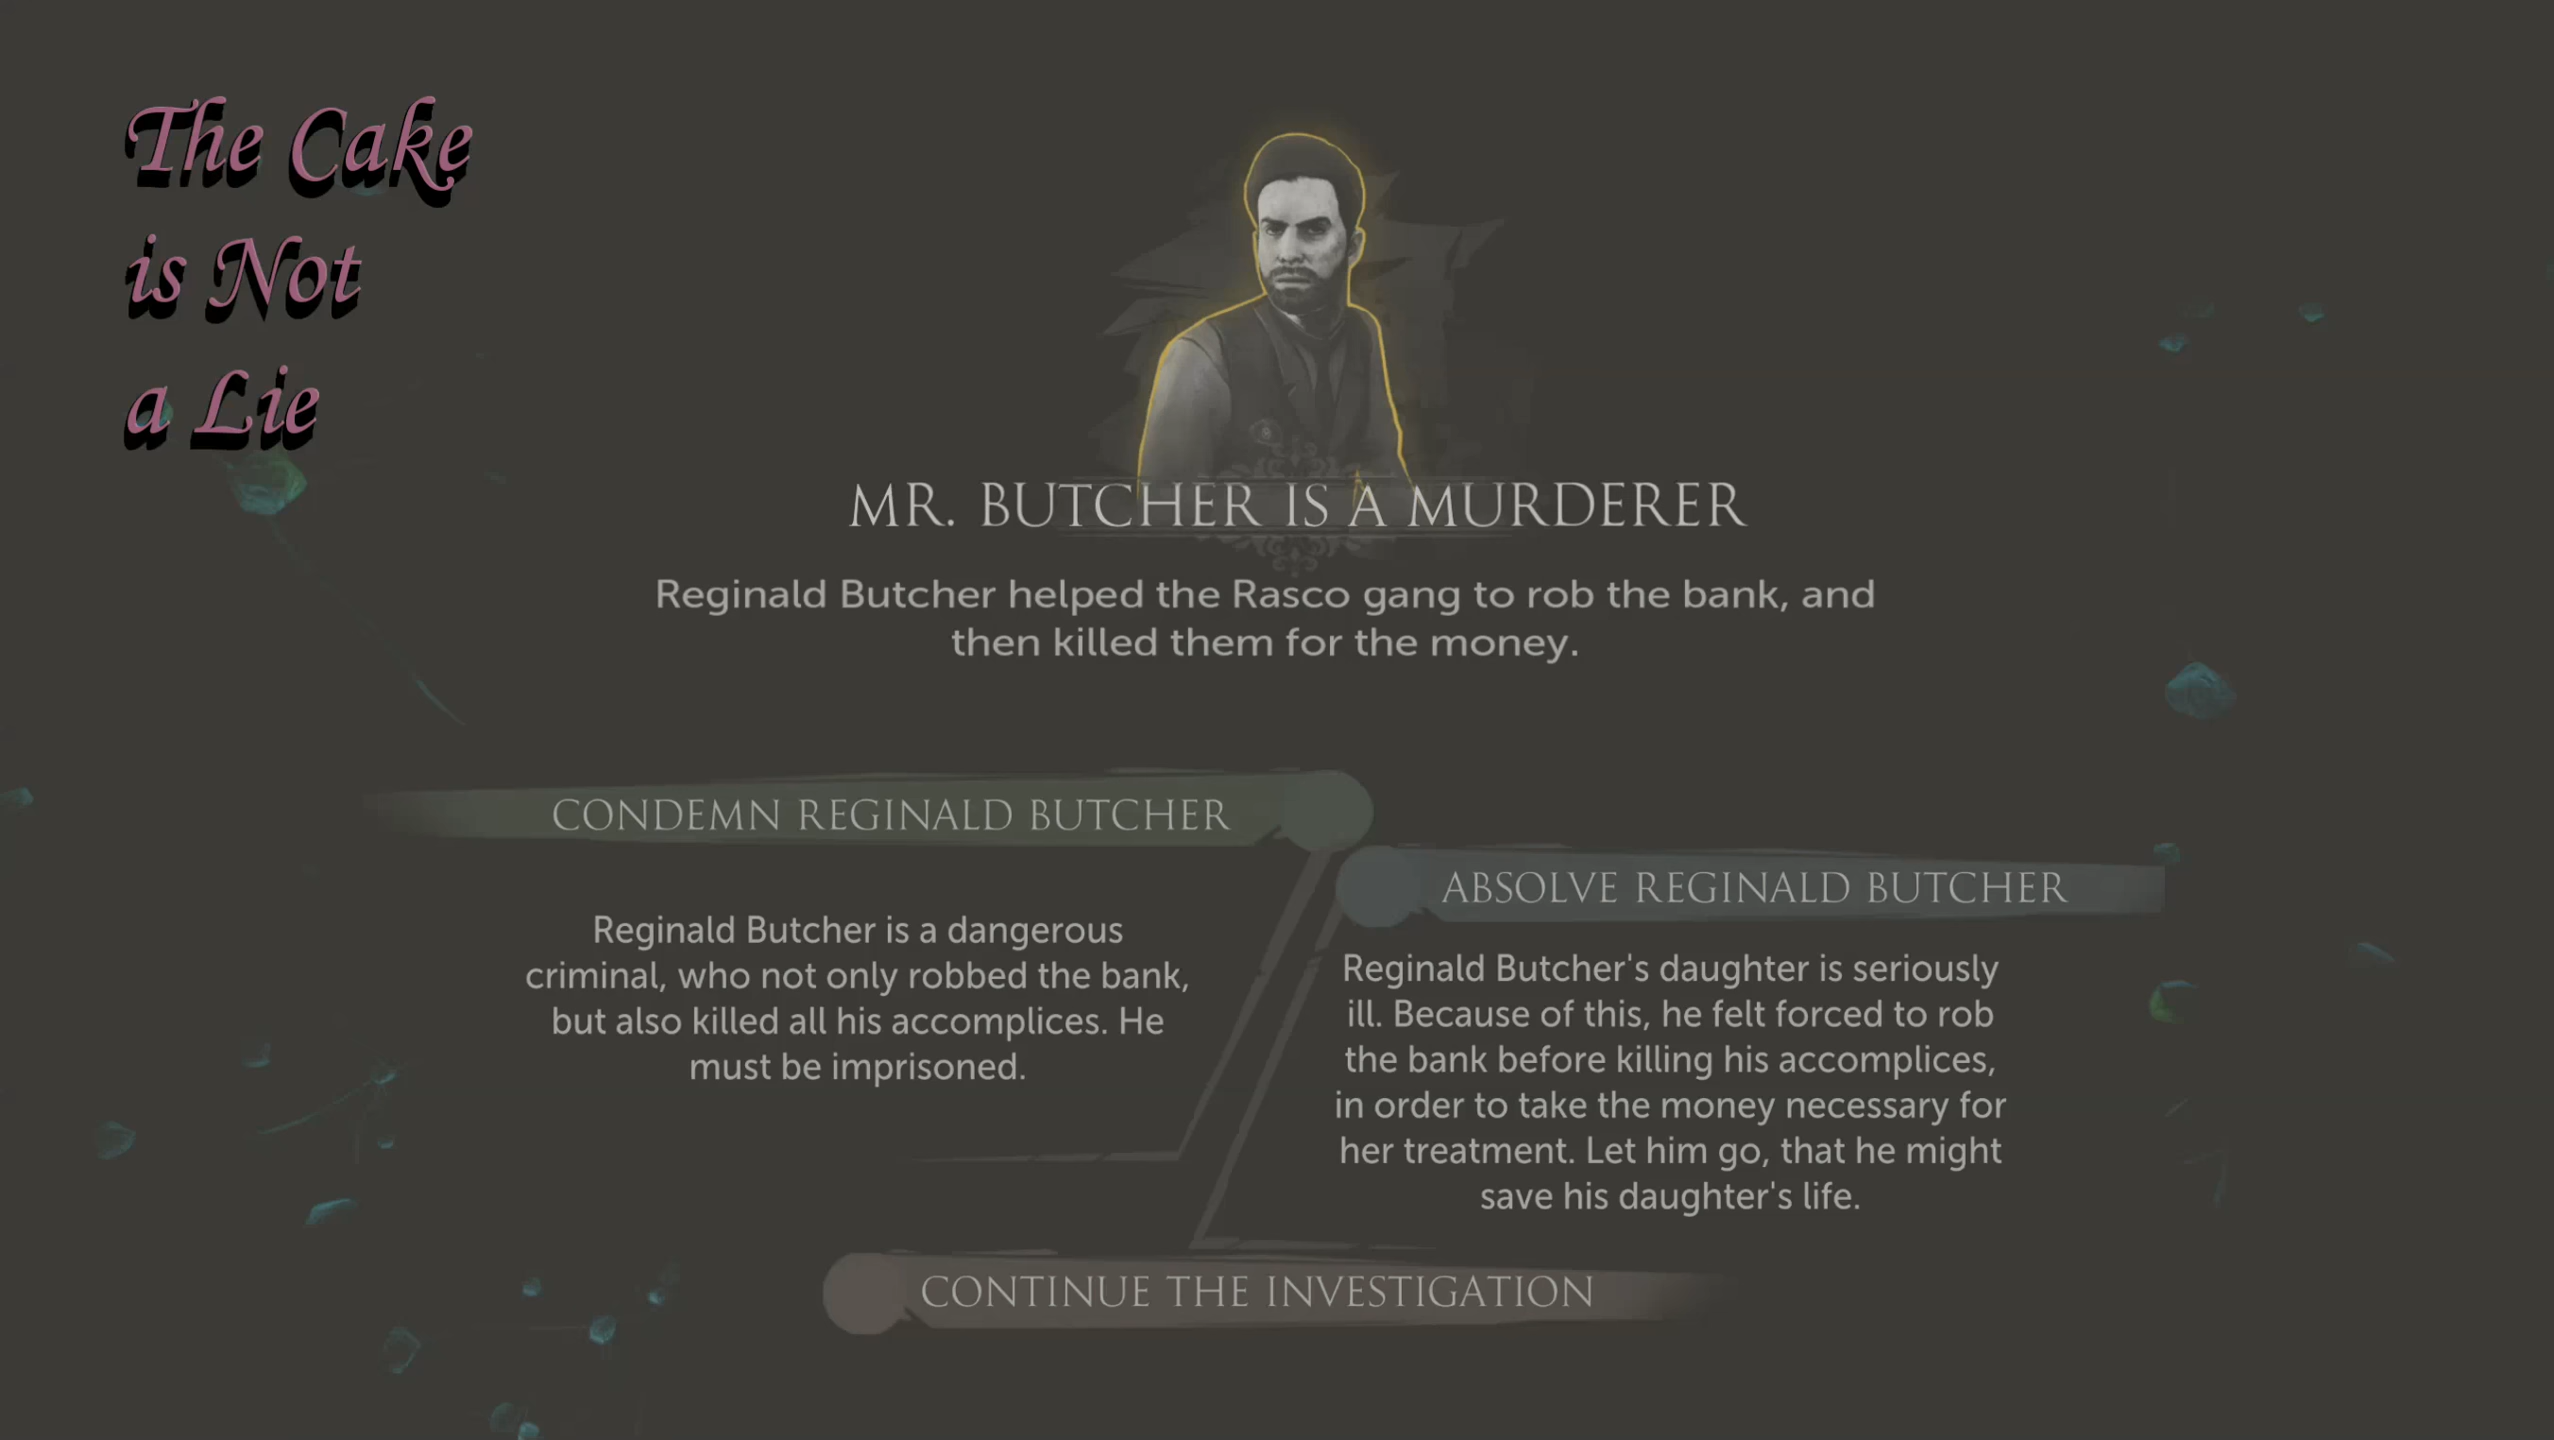 The Cake
is Not
a Lie
MR. BUTCHER IS A MURDERER
Reginald Butcher helped the Rasco gang to rob the bank, and
then killed them for the money.
CONDEMN REGINALD BUTCHER
Reginald Butcher is a dangerous
criminal, who not only robbed the bank,
but also killed all his accomplices. He
must be imprisoned.
ABSOLVE REGINALD BUTCHER
Reginald Butcher's daughter is seriously
ill. Because of this, he felt forced to rob
the bank before killing his accomplices,
in order to take the money necessary for
her treatment. Let him go, that he might
save his daughter's life.
CONTINUE THE INVESTIGATION